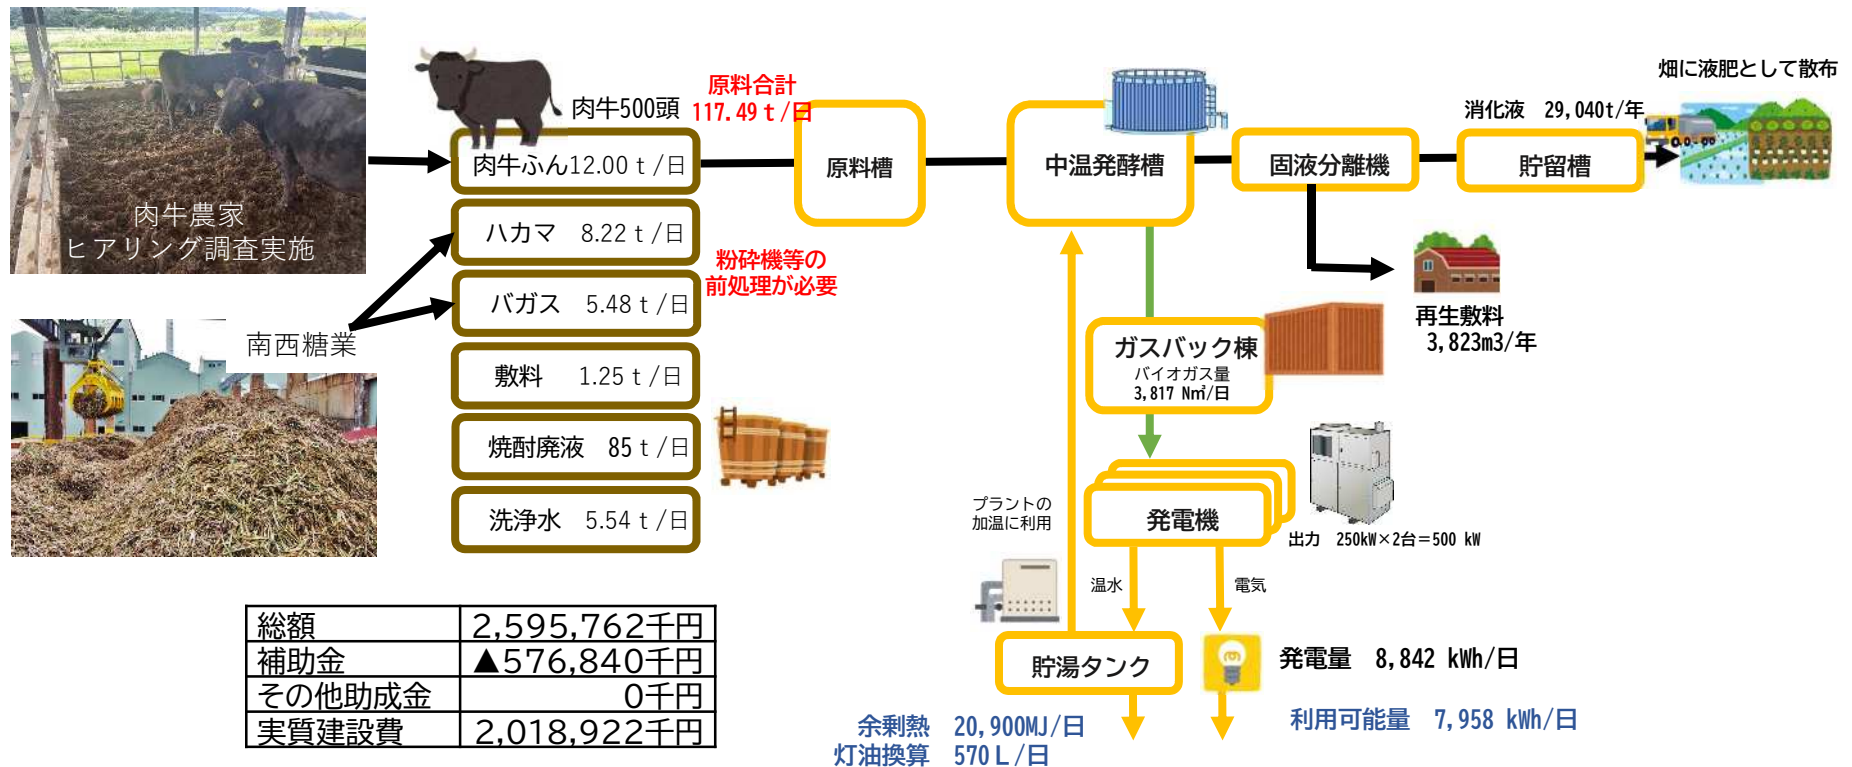 肉牛農家
ヒアリング調査実施
南西糖業
肉牛500頭
原料合計
117.49ｔ/日
肉牛ふん12.00ｔ/日
ハカマ　8.22ｔ/日
バガス　5.48ｔ/日
敷料　1.25ｔ/日
焼酎廃液　85ｔ/日
洗浄水　5.54ｔ/日
粉砕機等の
前処理が必要
原料槽
中温発酵槽
固液分離機
消化液　29,040t/年
貯留槽
畑に液肥として散布
再生敷料
3,823m3/年
ガスバック棟
バイオガス量
3,817 N㎥/日
発電機
出力　250kW×2台＝500 kW
プラントの
加温に利用
温水
電気
貯湯タンク
発電量　8,842 kWh/日
利用可能量　7,958 kWh/日
余剰熱　20,900MJ/日
灯油換算　570Ｌ/日
総額　2,595,762千円
補助金　▲576,840千円
その他助成金　0千円
実質建設費　2,018,922千円